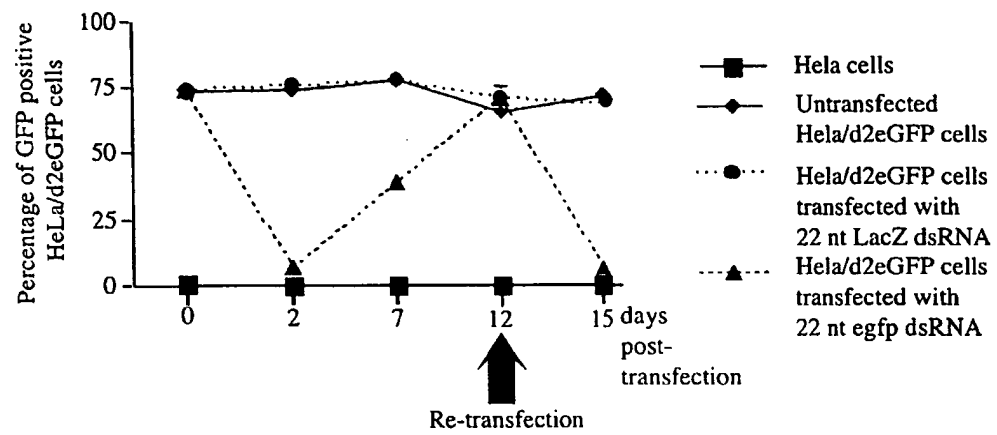 100
75
50
25
0
Percentage of GFP positive
HeLa/d2eGFP cells
0 2 7 12 15 days
post-
transfection
Re-transfection
Hela cells
Untransfected
Hela/d2eGFP cells
Hela/d2eGFP cells
transfected with
22 nt LacZ dsRNA
Hela/d2eGFP cells
transfected with
22 nt egfp dsRNA